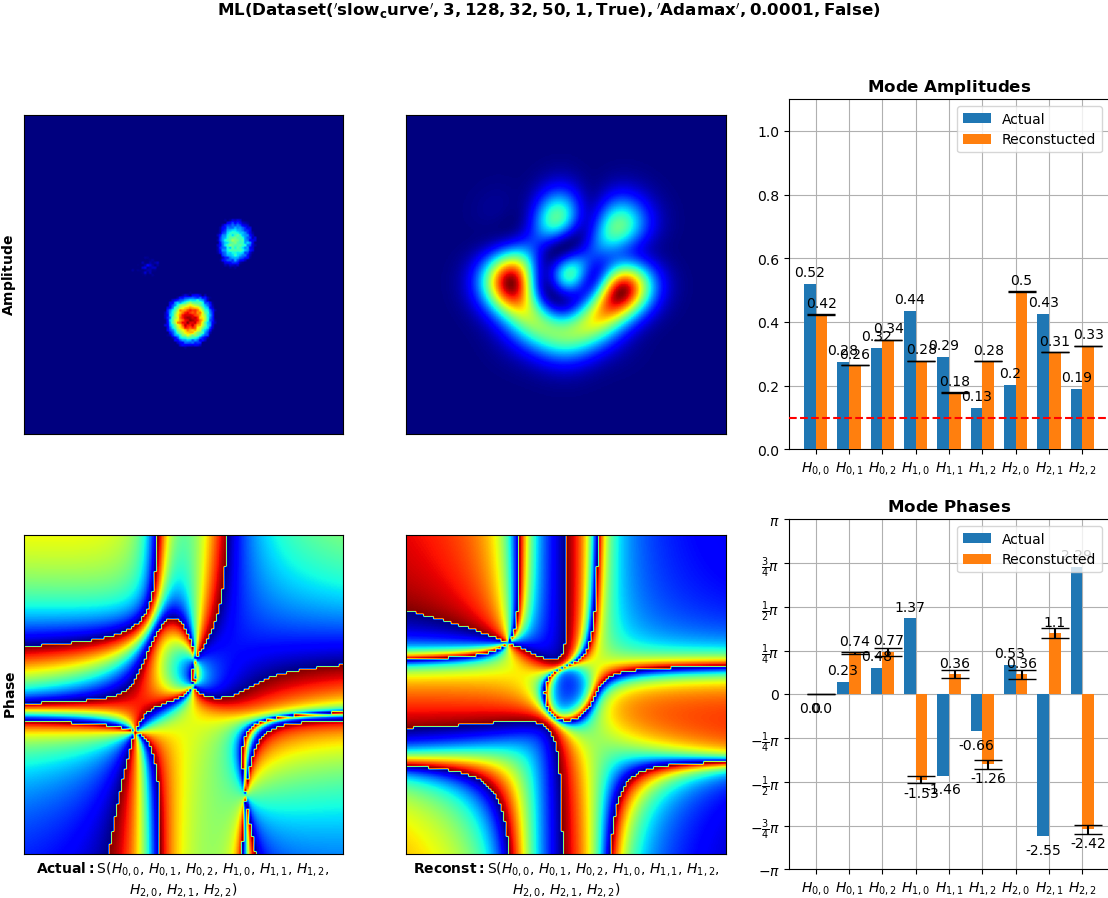 ML(Dataset('slow_curve', 3, 128, 32, 50, 1, True), 'Adamax', 0.0001, False)
Amplitude
Mode Amplitudes
Actual
Reconstucted
1.0
0.8
0.6
0.4
0.2
0.0
0.52
0.42
0.28
0.26
0.32
0.34
0.44
0.28
0.29
0.18
0.13
0.28
0.2
0.5
0.43
0.31
0.19
0.33
H0,0 H0,1 H0,2 H1,0 H1,1 H1,2 H2,0 H2,1 H2,2
Phase
Mode Phases
Actual
Reconstucted
π
3/4π
1/2π
1/4π
0
−1/4π
−1/2π
−3/4π
−π
0.0
0.0
0.23
0.74
0.48
0.77
1.37
-1.53
-1.46
0.36
-0.66
-1.26
0.53
0.36
-2.55
1.1
-2.42
H0,0 H0,1 H0,2 H1,0 H1,1 H1,2 H2,0 H2,1 H2,2
Actual: S(H0,0, H0,1, H0,2, H1,0, H1,1, H1,2,
H2,0, H2,1, H2,2)
Reconst: S(H0,0, H0,1, H0,2, H1,0, H1,1, H1,2,
H2,0, H2,1, H2,2)